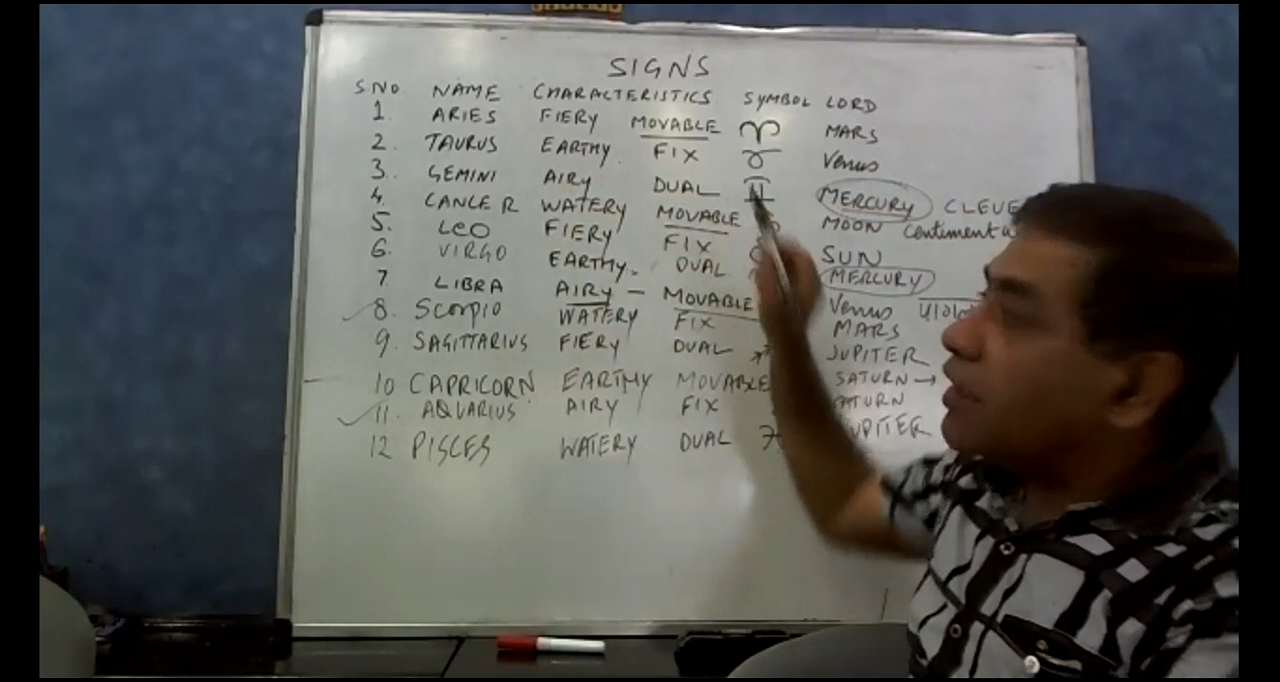 SIGNS
S NO NAME CHARACTERISTICS SYMBOL LORD
1. ARIES FIERY MOVABLE ♈ MARS
2. TAURUS EARTHY FIX ♉ Venus
3. GEMINI AIRY DUAL ♊ MERCURY
4. CANCER WATERY MOVABLE MOON
5. LEO FIERY FIX SUN
6. VIRGO EARTHY DUAL MERCURY
7 LIBRA AIRY - MOVABLE Venus
8. SCORPIO WATERY FIX MARS
9. SAGITTARIUS FIERY DUAL JUPITER
10 CAPRICORN EARTHY MOVABLE SATURN →
11. AQUARIUS AIRY FIX SATURN
12 PISCES WATERY DUAL JUPITER